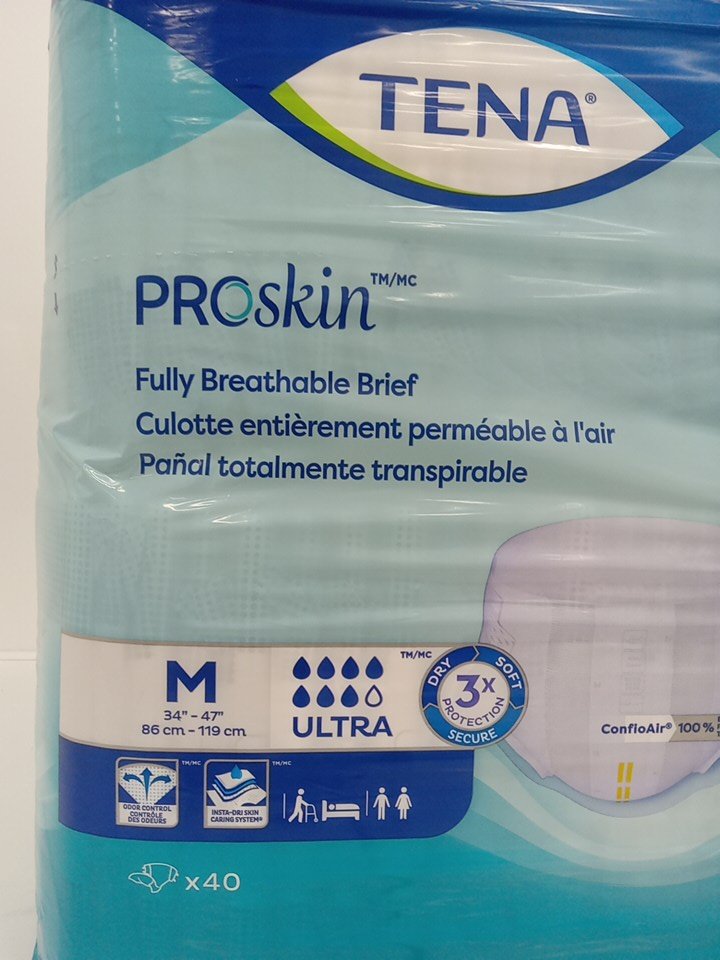 TENA®
PROskin™/MC
Fully Breathable Brief
Culotte entièrement perméable à l'air
Pañal totalmente transpirable
M
34" - 47"
86 cm - 119 cm
TM/MC
ULTRA
DRY
SOFT
3X
PROTECTION
SECURE
ConfioAir® 100%
TM/MC
TM/MC
ODOR CONTROL
CONTRÔLE
DES ODEURS
INSTA-DRI SKIN
CARING SYSTEM®
x40